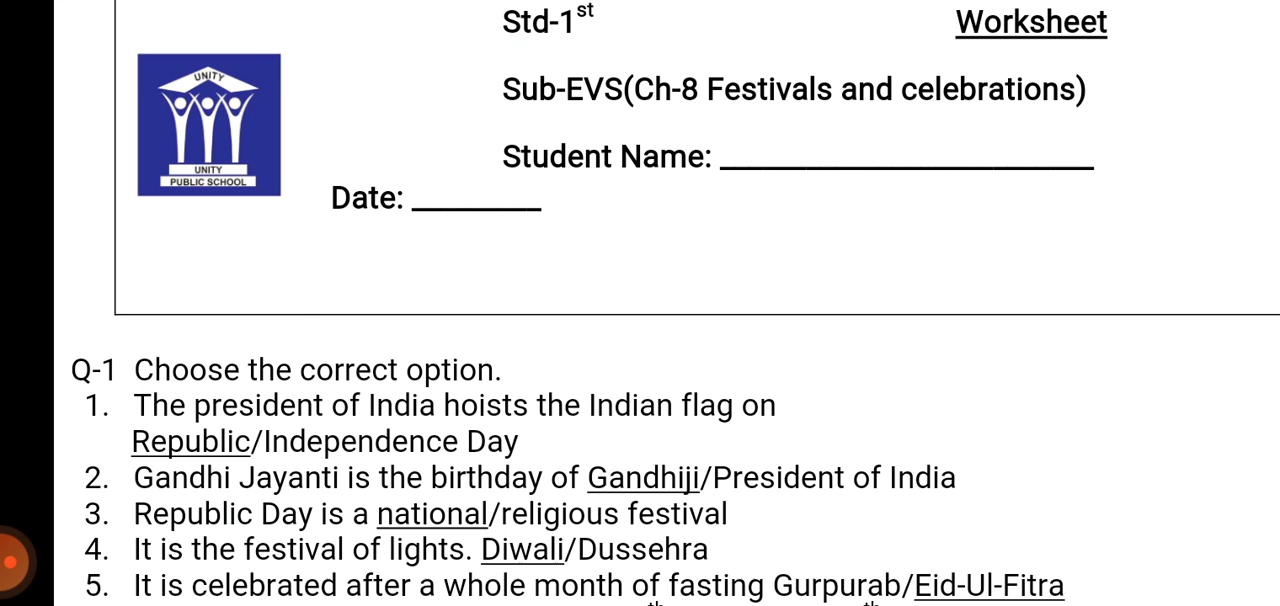 Std-1st Worksheet
UNITY
Sub-EVS(Ch-8 Festivals and celebrations)
Student Name: ______________________
UNITY
PUBLIC SCHOOL
Date: ________
Q-1 Choose the correct option.
1. The president of India hoists the Indian flag on
Republic/Independence Day
2. Gandhi Jayanti is the birthday of Gandhiji/President of India
3. Republic Day is a national/religious festival
4. It is the festival of lights. Diwali/Dussehra
5. It is celebrated after a whole month of fasting Gurpurab/Eid-Ul-Fitra